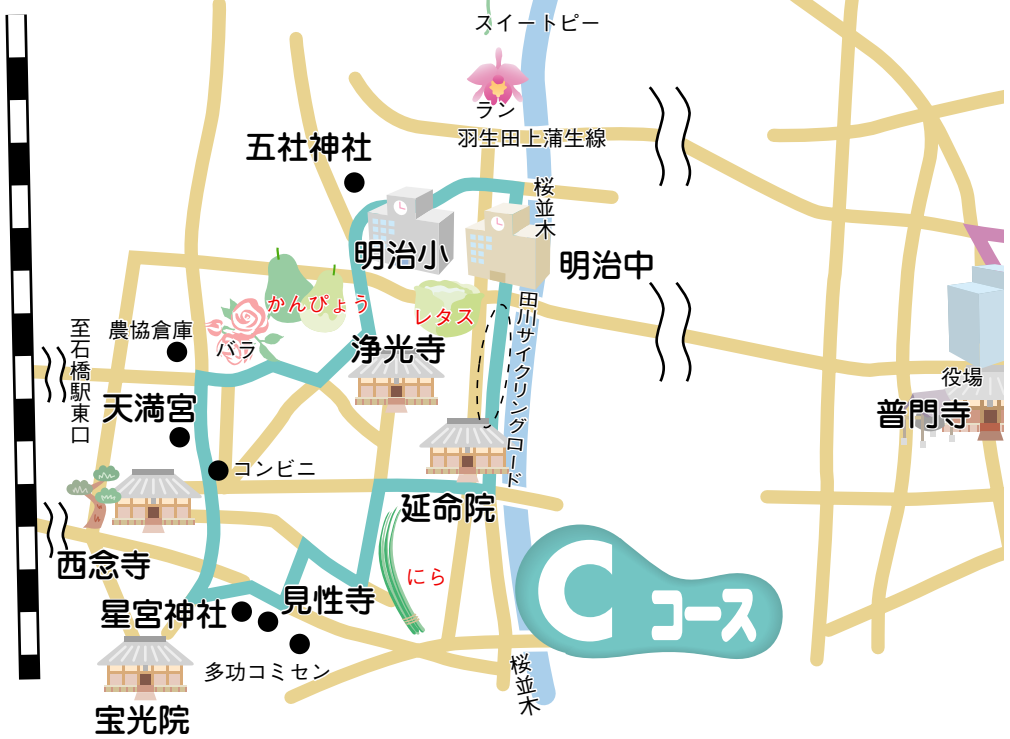 スイートピー
ラン
羽生田上蒲生線
五社神社
桜並木
明治小
明治中
かんぴょう
レタス
田川サイクリングロード
至石橋駅東口
農協倉庫
バラ
浄光寺
役場
天満宮
普門寺
コンビニ
延命院
西念寺
にら
見性寺
星宮神社
C コース
多功コミセン
桜並木
宝光院